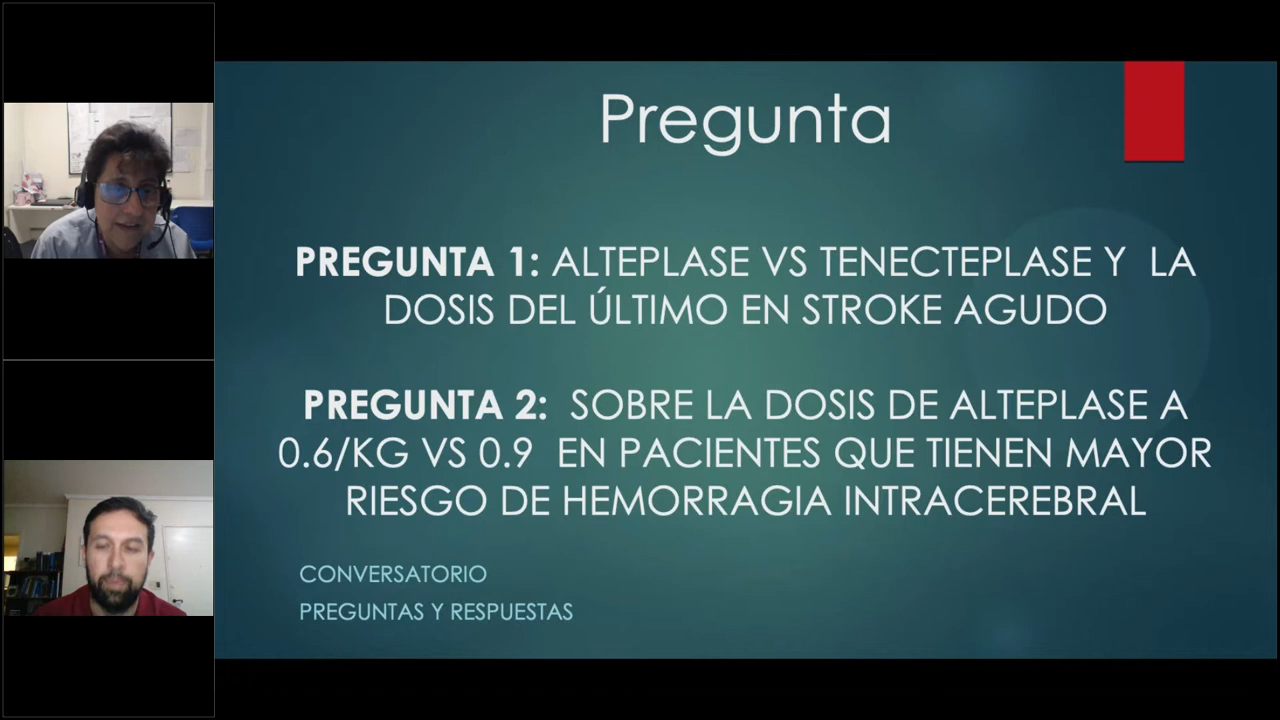 Pregunta
PREGUNTA 1: ALTEPLASE VS TENECTEPLASE Y LA
DOSIS DEL ÚLTIMO EN STROKE AGUDO
PREGUNTA 2: SOBRE LA DOSIS DE ALTEPLASE A
0.6/KG VS 0.9 EN PACIENTES QUE TIENEN MAYOR
RIESGO DE HEMORRAGIA INTRACEREBRAL
CONVERSATORIO
PREGUNTAS Y RESPUESTAS